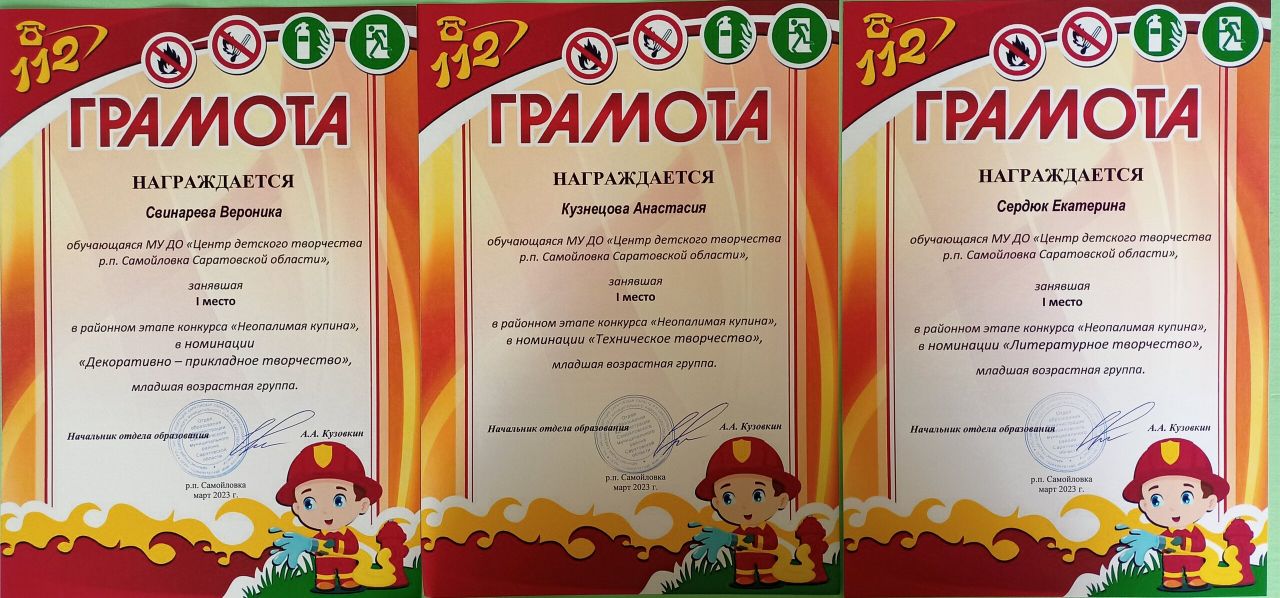 112
ГРАМОТА
НАГРАЖДАЕТСЯ
Свинарева Вероника
обучающаяся МУ ДО «Центр детского творчества
р.п. Самойловка Саратовской области»,
занявшая
I место
в районном этапе конкурса «Неопалимая купина»,
в номинации
«Декоративно – прикладное творчество»,
младшая возрастная группа.
Начальник отдела образования А.А. Кузовкин
р.п. Самойловка
март 2023 г.
112
ГРАМОТА
НАГРАЖДАЕТСЯ
Кузнецова Анастасия
обучающаяся МУ ДО «Центр детского творчества
р.п. Самойловка Саратовской области»,
занявшая
I место
в районном этапе конкурса «Неопалимая купина»,
в номинации «Техническое творчество»,
младшая возрастная группа.
Начальник отдела образования А.А. Кузовкин
р.п. Самойловка
март 2023 г.
112
ГРАМОТА
НАГРАЖДАЕТСЯ
Сердюк Екатерина
обучающаяся МУ ДО «Центр детского творчества
р.п. Самойловка Саратовской области»,
занявшая
I место
в районном этапе конкурса «Неопалимая купина»,
в номинации «Литературное творчество»,
младшая возрастная группа.
Начальник отдела образования А.А. Кузовкин
р.п. Самойловка
март 2023 г.